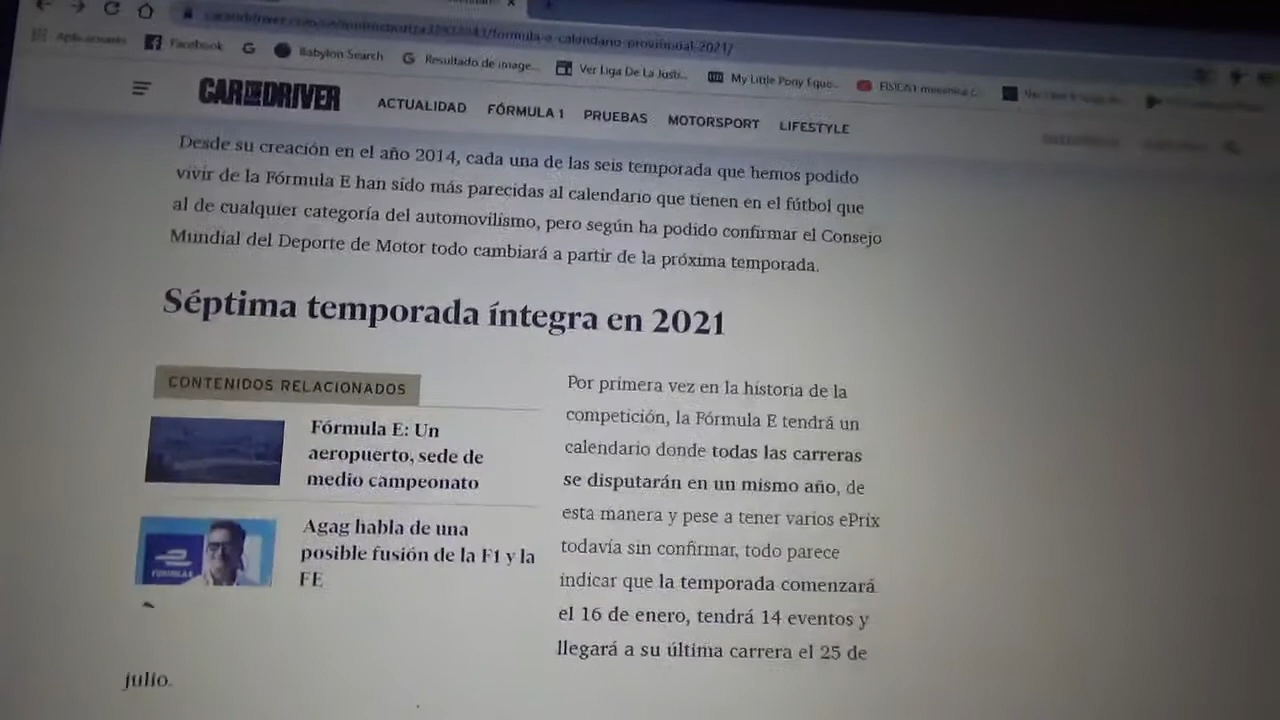 formula-e-calendario-provisional-2021/
Aplicaciones Facebook G Babylon Search Resultado de image... Ver Liga De La Justi... My Little Pony Eque...
CAR AND DRIVER ACTUALIDAD FÓRMULA 1 PRUEBAS MOTORSPORT LIFESTYLE
Desde su creación en el año 2014, cada una de las seis temporada que hemos podido
vivir de la Fórmula E han sido más parecidas al calendario que tienen en el fútbol que
al de cualquier categoría del automovilismo, pero según ha podido confirmar el Consejo
Mundial del Deporte de Motor todo cambiará a partir de la próxima temporada.
Séptima temporada íntegra en 2021
CONTENIDOS RELACIONADOS
Fórmula E: Un
aeropuerto, sede de
medio campeonato
FORMULA E
Agag habla de una
posible fusión de la F1 y la
FE
Por primera vez en la historia de la
competición, la Fórmula E tendrá un
calendario donde todas las carreras
se disputarán en un mismo año, de
esta manera y pese a tener varios ePrix
todavía sin confirmar, todo parece
indicar que la temporada comenzará
el 16 de enero, tendrá 14 eventos y
llegará a su última carrera el 25 de
julio.